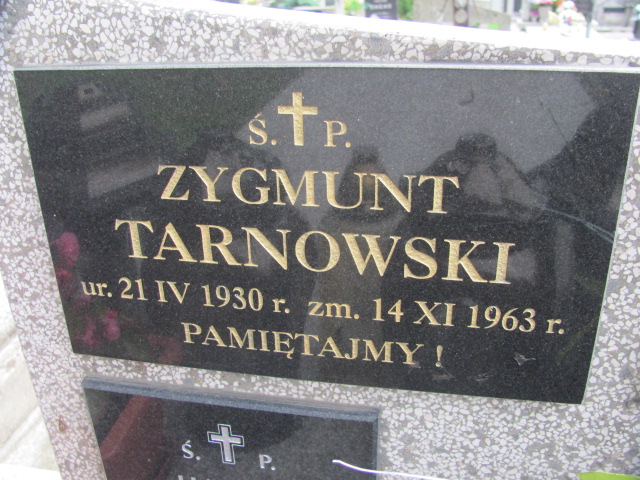 Ś. P.
ZYGMUNT
TARNOWSKI
ur. 21 IV 1930 r. zm. 14 XI 1963 r.
PAMIĘTAJMY !
Ś. P.